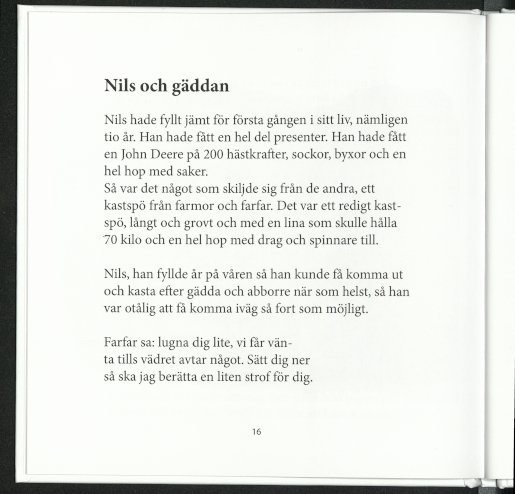 Nils och gäddan
Nils hade fyllt jämt för första gången i sitt liv, nämligen
tio år. Han hade fått en hel del presenter. Han hade fått
en John Deere på 200 hästkrafter, sockor, byxor och en
hel hop med saker.
Så var det något som skiljde sig från de andra, ett
kastspö från farmor och farfar. Det var ett redigt kast-
spö, långt och grovt och med en lina som skulle hålla
70 kilo och en hel hop med drag och spinnare till.
Nils, han fyllde år på våren så han kunde få komma ut
och kasta efter gädda och abborre när som helst, så han
var otålig att få komma iväg så fort som möjligt.
Farfar sa: lugna dig lite, vi får vän-
ta tills vädret avtar något. Sätt dig ner
så ska jag berätta en liten strof för dig.
16